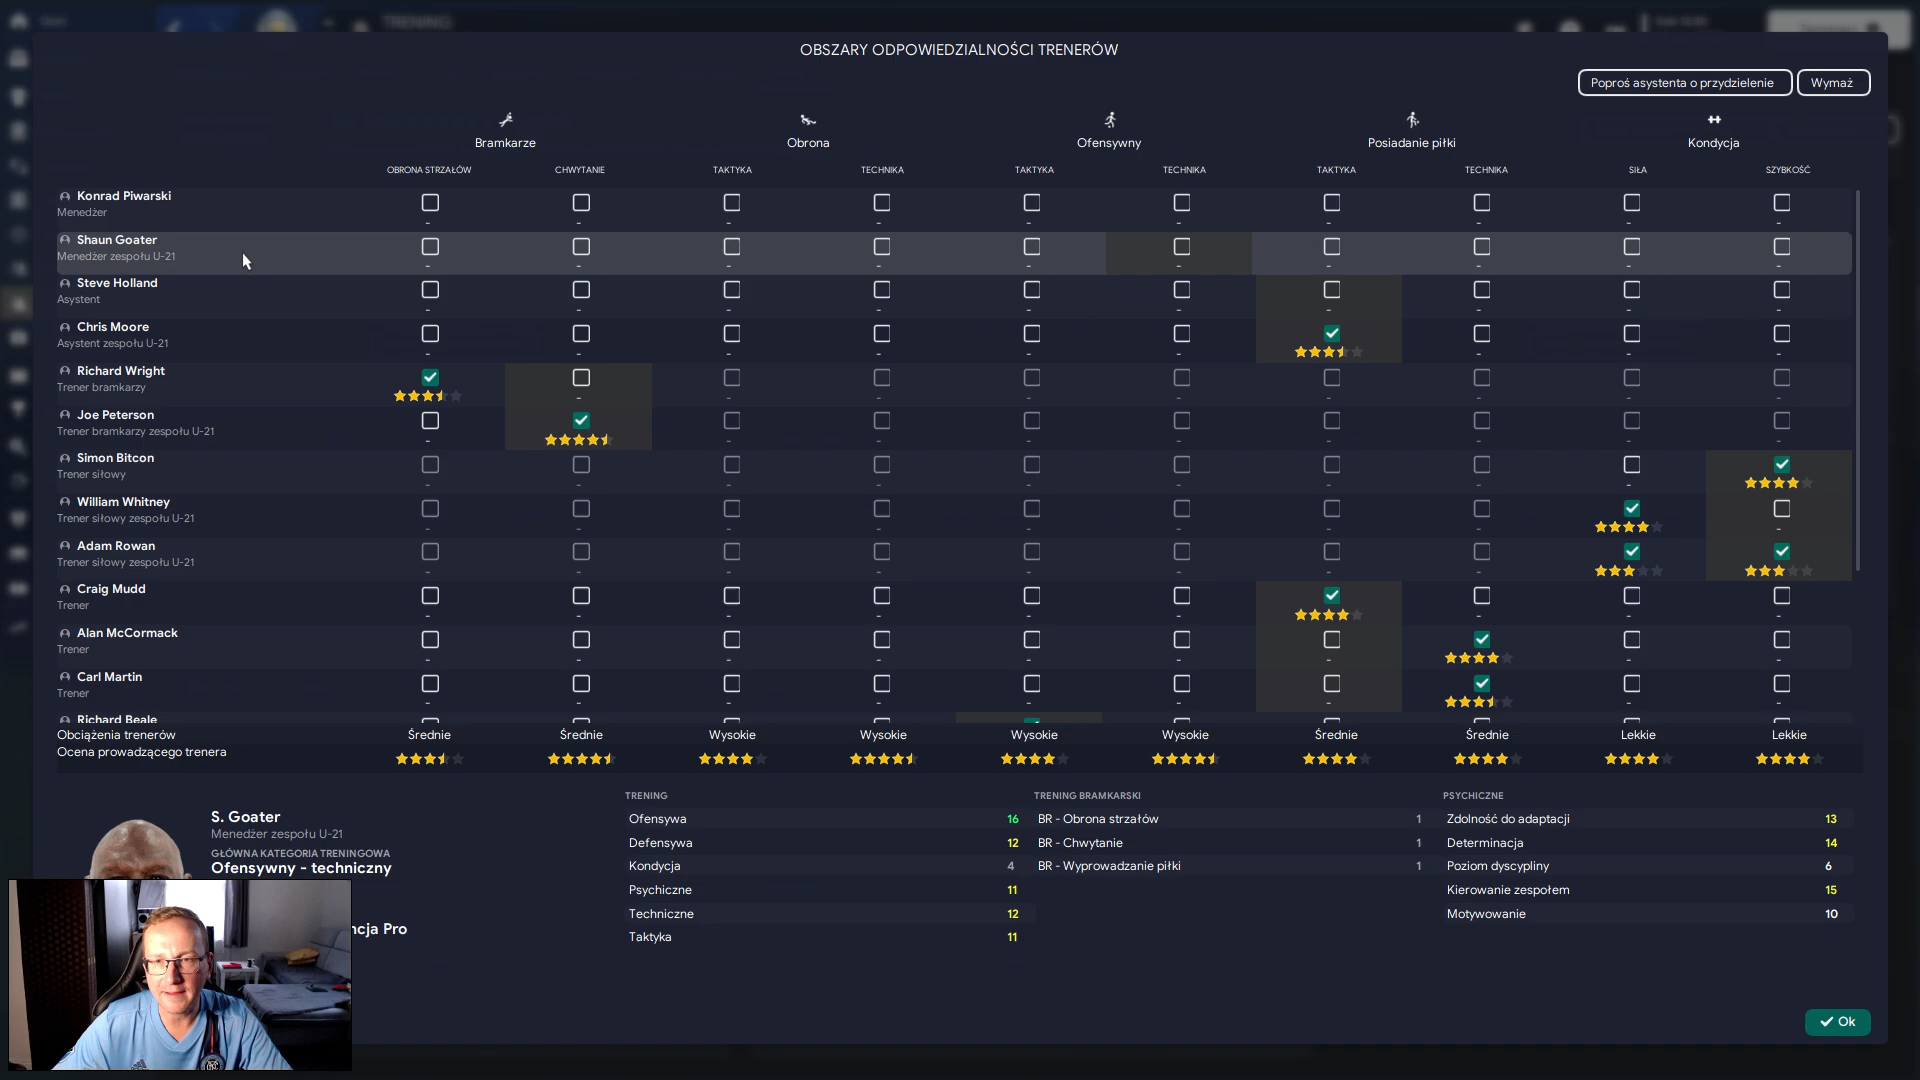 TRENING
OBSZARY ODPOWIEDZIALNOŚCI TRENERÓW
Poproś asystenta o przydzielenie
Wymaż
Bramkarze
Obrona
Ofensywny
Posiadanie piłki
Kondycja
OBRONA STRZAŁÓW
CHWYTANIE
TAKTYKA
TECHNIKA
TAKTYKA
TECHNIKA
TAKTYKA
TECHNIKA
SIŁA
SZYBKOŚĆ
Konrad Piwarski
Menedżer
Shaun Goater
Menedżer zespołu U-21
Steve Holland
Asystent
Chris Moore
Asystent zespołu U-21
Richard Wright
Trener bramkarzy
Joe Peterson
Trener bramkarzy zespołu U-21
Simon Bitcon
Trener siłowy
William Whitney
Trener siłowy zespołu U-21
Adam Rowan
Trener siłowy zespołu U-21
Craig Mudd
Trener
Alan McCormack
Trener
Carl Martin
Trener
Richard Beale
Obciążenia trenerów
Średnie
Średnie
Wysokie
Wysokie
Wysokie
Wysokie
Średnie
Średnie
Lekkie
Lekkie
Ocena prowadzącego trenera
S. Goater
Menedżer zespołu U-21
GŁÓWNA KATEGORIA TRENINGOWA
Ofensywny - techniczny
ncja Pro
TRENING
Ofensywa 16
Defensywa 12
Kondycja 4
Psychiczne 11
Techniczne 12
Taktyka 11
TRENING BRAMKARSKI
BR - Obrona strzałów 1
BR - Chwytanie 1
BR - Wyprowadzanie piłki 1
PSYCHICZNE
Zdolność do adaptacji 13
Determinacja 14
Poziom dyscypliny 6
Kierowanie zespołem 15
Motywowanie 10
Ok